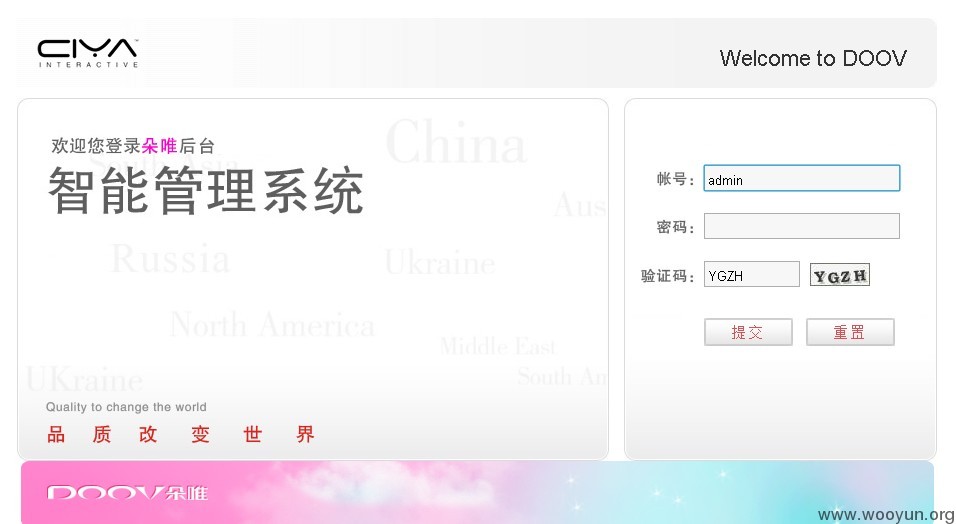 CIYA
INTERACTIVE
Welcome to DOOV
欢迎您登录朵唯后台
South Asia
智能管理系统
China
Aus
Russia
Ukraine
North America
Middle East
South Am
UKraine
Quality to change the world
品 质 改 变 世 界
帐号：
admin
密码：
验证码：
YGZH
YGZH
提交
重置
DOOV朵唯
www.wooyun.org